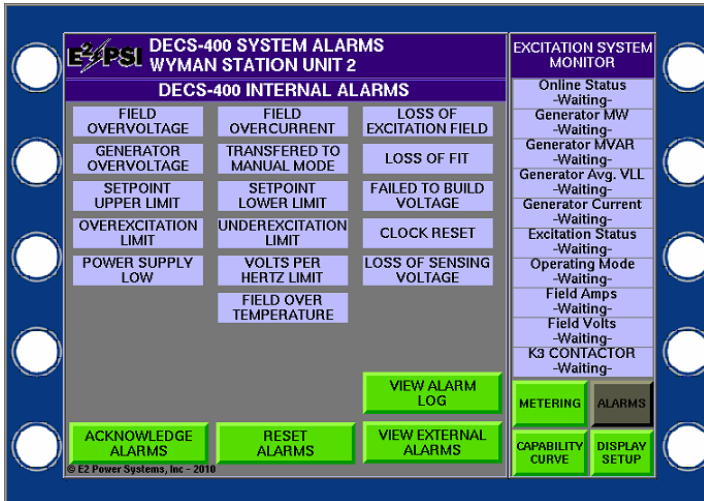 E2/PSI
DECS-400 SYSTEM ALARMS
WYMAN STATION UNIT 2
DECS-400 INTERNAL ALARMS
FIELD
OVERVOLTAGE
FIELD
OVERCURRENT
LOSS OF
EXCITATION FIELD
GENERATOR
OVERVOLTAGE
TRANSFERED TO
MANUAL MODE
LOSS OF FIT
SETPOINT
UPPER LIMIT
SETPOINT
LOWER LIMIT
FAILED TO BUILD
VOLTAGE
OVEREXCITATION
LIMIT
UNDEREXCITATION
LIMIT
CLOCK RESET
POWER SUPPLY
LOW
VOLTS PER
HERTZ LIMIT
LOSS OF SENSING
VOLTAGE
FIELD OVER
TEMPERATURE
VIEW ALARM
LOG
ACKNOWLEDGE
ALARMS
RESET
ALARMS
VIEW EXTERNAL
ALARMS
© E2 Power Systems, Inc - 2010
EXCITATION SYSTEM
MONITOR
Online Status
-Waiting-
Generator MW
-Waiting-
Generator MVAR
-Waiting-
Generator Avg. VLL
-Waiting-
Generator Current
-Waiting-
Excitation Status
-Waiting-
Operating Mode
-Waiting-
Field Amps
-Waiting-
Field Volts
-Waiting-
K3 CONTACTOR
-Waiting-
METERING
ALARMS
CAPABILITY
CURVE
DISPLAY
SETUP